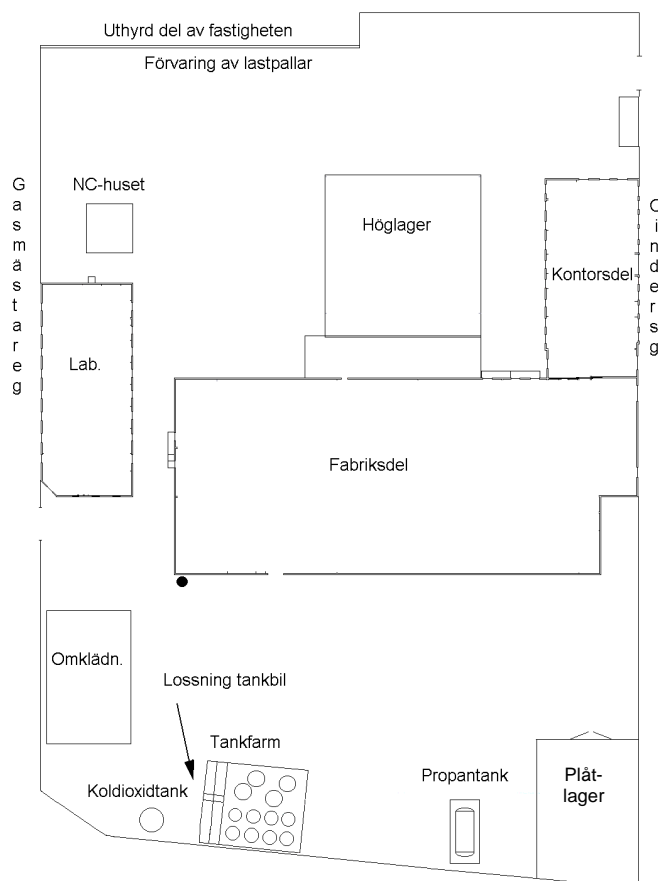 Uthyrd del av fastigheten
Förvaring av lastpallar
Gasmästareg
NC-huset
Höglager
Cindersg
Kontorsdel
Lab.
Fabriksdel
Omklädn.
Lossning tankbil
Tankfarm
Koldioxidtank
Propantank
Plåt-
lager